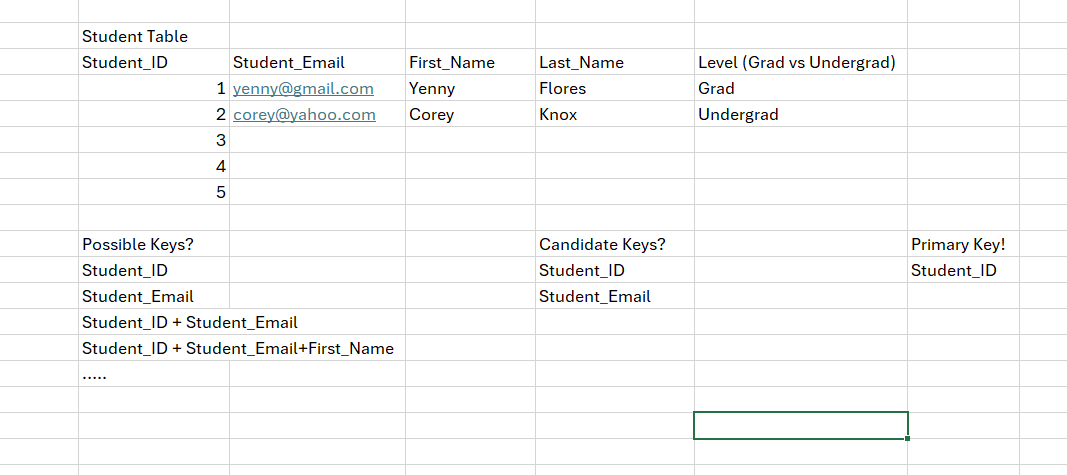 Student Table
Student_ID Student_Email First_Name Last_Name Level (Grad vs Undergrad)
1 yenny@gmail.com Yenny Flores Grad
2 corey@yahoo.com Corey Knox Undergrad
3
4
5
Possible Keys? Candidate Keys? Primary Key!
Student_ID Student_ID Student_ID
Student_Email Student_Email
Student_ID + Student_Email
Student_ID + Student_Email+First_Name
.....